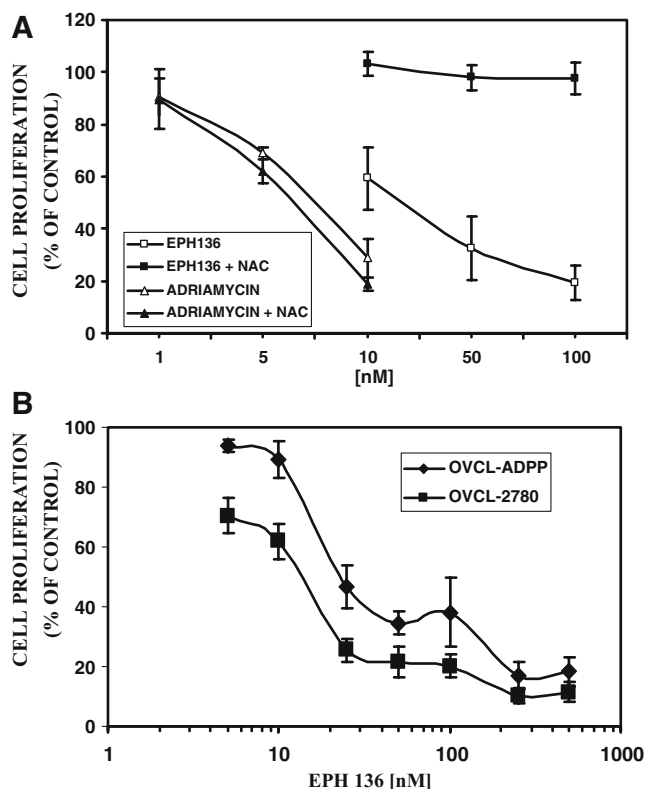 A
CELL PROLIFERATION
(% OF CONTROL)
120
100
80
60
40
20
0
EPH136
EPH136 + NAC
ADRIAMYCIN
ADRIAMYCIN + NAC
1 5 10 50 100
[nM]
B
CELL PROLIFERATION
(% OF CONTROL)
100
80
60
40
20
0
OVCL-ADPP
OVCL-2780
1 10 100 1000
EPH 136 [nM]